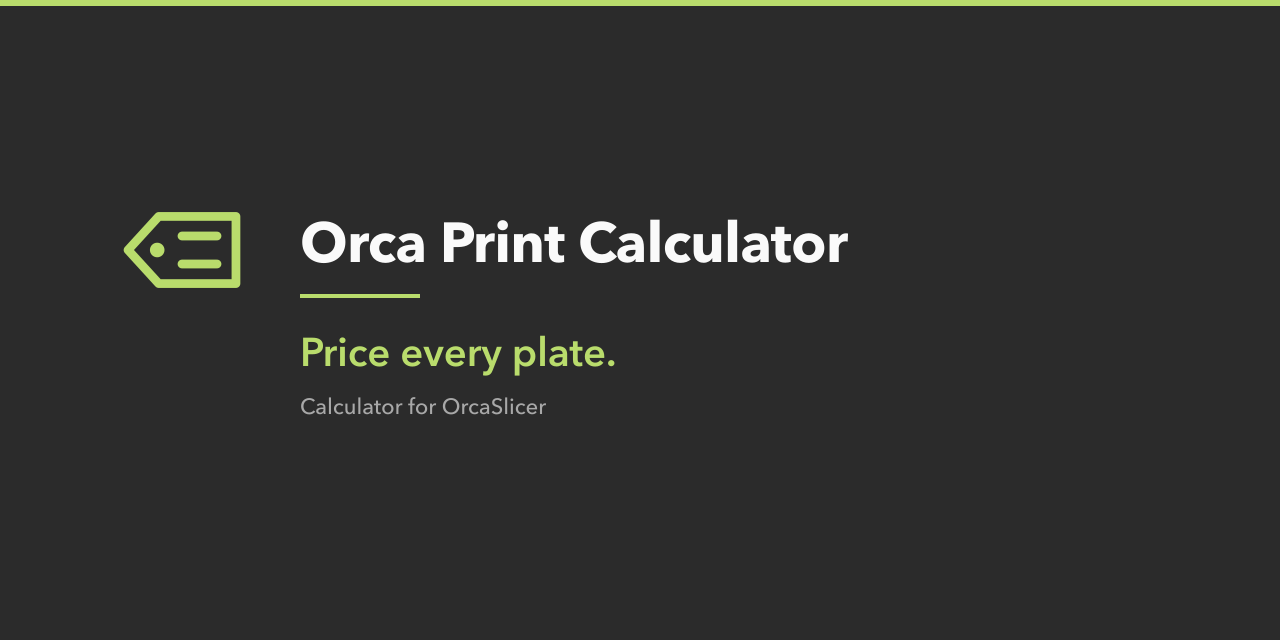 Orca Print Calculator
Price every plate.
Calculator for OrcaSlicer